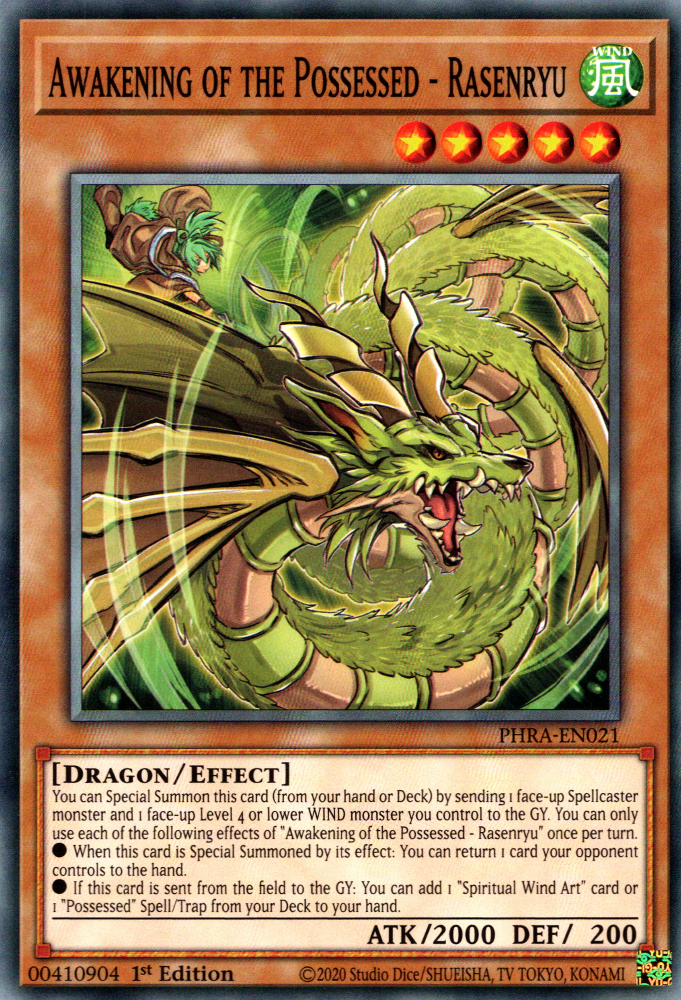 AWAKENING OF THE POSSESSED - RASENRYU
WIND
風
PHRA-EN021
[DRAGON/EFFECT]
You can Special Summon this card (from your hand or Deck) by sending 1 face-up Spellcaster
monster and 1 face-up Level 4 or lower WIND monster you control to the GY. You can only
use each of the following effects of "Awakening of the Possessed - Rasenryu" once per turn.
● When this card is Special Summoned by its effect: You can return 1 card your opponent
controls to the hand.
● If this card is sent from the field to the GY: You can add 1 "Spiritual Wind Art" card or
1 "Possessed" Spell/Trap from your Deck to your hand.
ATK/2000 DEF/ 200
00410904 1st Edition ©2020 Studio Dice/SHUEISHA, TV TOKYO, KONAMI